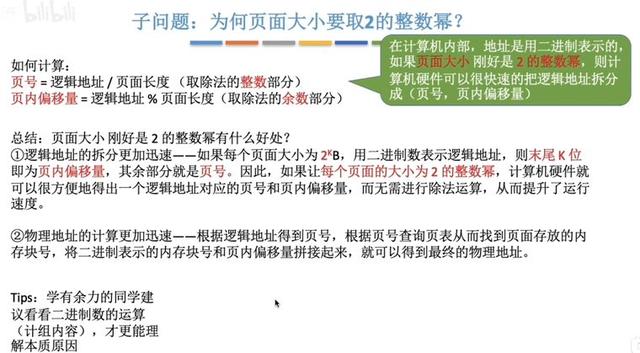 bilibili
子问题：为何页面大小要取2的整数幂？
在计算机内部，地址是用二进制表示的，
如果页面大小 刚好是 2 的整数幂，则计
算机硬件可以很快速的把逻辑地址拆分
成（页号，页内偏移量）
如何计算：
页号 = 逻辑地址 / 页面长度 （取除法的整数部分）
页内偏移量 = 逻辑地址 % 页面长度（取除法的余数部分）
总结：页面大小 刚好是 2 的整数幂有什么好处？
①逻辑地址的拆分更加迅速——如果每个页面大小为 2ᴷB，用二进制数表示逻辑地址，则末尾 K 位
即为页内偏移量，其余部分就是页号。因此，如果让每个页面的大小为 2 的整数幂，计算机硬件就
可以很方便地得出一个逻辑地址对应的页号和页内偏移量，而无需进行除法运算，从而提升了运行
速度。
②物理地址的计算更加迅速——根据逻辑地址得到页号，根据页号查询页表从而找到页面存放的内
存块号，将二进制表示的内存块号和页内偏移量拼接起来，就可以得到最终的物理地址。
Tips：学有余力的同学建
议看看二进制数的运算
（计组内容），才更能理
解本质原因